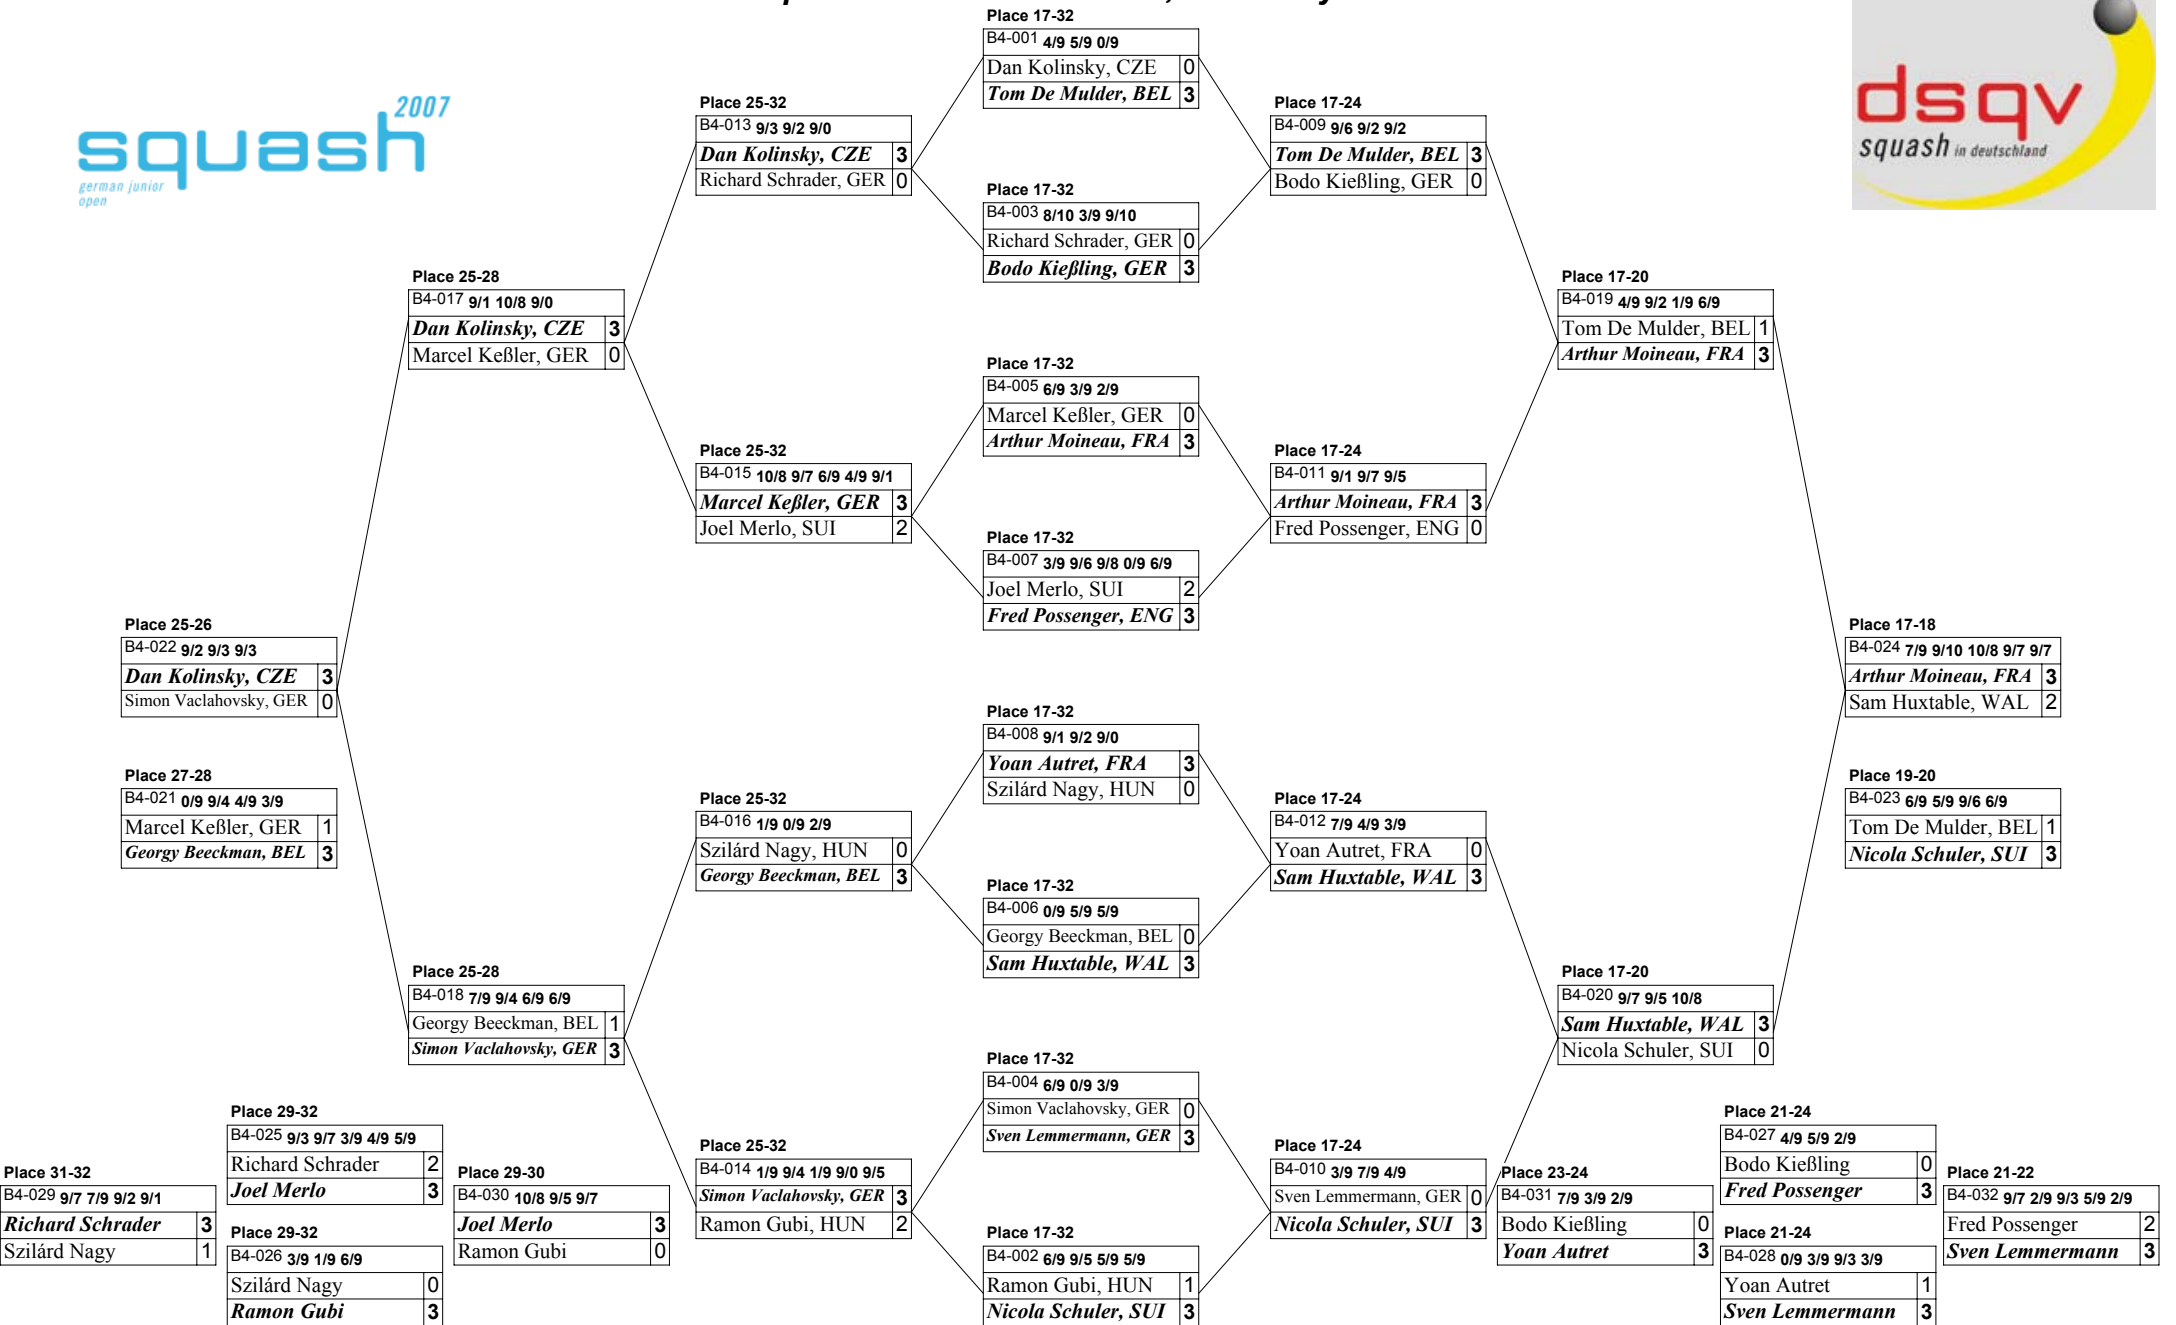 Place 17-32
B4-001 4/9 5/9 0/9
Dan Kolinsky, CZE 0
Tom De Mulder, BEL 3
squash 2007
german junior
open
dsqv
squash in deutschland
Place 25-32
B4-013 9/3 9/2 9/0
Dan Kolinsky, CZE 3
Richard Schrader, GER 0
Place 17-24
B4-009 9/6 9/2 9/2
Tom De Mulder, BEL 3
Bodo Kießling, GER 0
Place 17-32
B4-003 8/10 3/9 9/10
Richard Schrader, GER 0
Bodo Kießling, GER 3
Place 25-28
B4-017 9/1 10/8 9/0
Dan Kolinsky, CZE 3
Marcel Keßler, GER 0
Place 17-20
B4-019 4/9 9/2 1/9 6/9
Tom De Mulder, BEL 1
Arthur Moineau, FRA 3
Place 17-32
B4-005 6/9 3/9 2/9
Marcel Keßler, GER 0
Arthur Moineau, FRA 3
Place 25-32
B4-015 10/8 9/7 6/9 4/9 9/1
Marcel Keßler, GER 3
Joel Merlo, SUI 2
Place 17-24
B4-011 9/1 9/7 9/5
Arthur Moineau, FRA 3
Fred Possenger, ENG 0
Place 17-32
B4-007 3/9 9/6 9/8 0/9 6/9
Joel Merlo, SUI 2
Fred Possenger, ENG 3
Place 25-26
B4-022 9/2 9/3 9/3
Dan Kolinsky, CZE 3
Simon Vaclahovsky, GER 0
Place 17-18
B4-024 7/9 9/10 10/8 9/7 9/7
Arthur Moineau, FRA 3
Sam Huxtable, WAL 2
Place 17-32
B4-008 9/1 9/2 9/0
Yoan Autret, FRA 3
Szilárd Nagy, HUN 0
Place 27-28
B4-021 0/9 9/4 4/9 3/9
Marcel Keßler, GER 1
Georgy Beeckman, BEL 3
Place 25-32
B4-016 1/9 0/9 2/9
Szilárd Nagy, HUN 0
Georgy Beeckman, BEL 3
Place 17-24
B4-012 7/9 4/9 3/9
Yoan Autret, FRA 0
Sam Huxtable, WAL 3
Place 19-20
B4-023 6/9 5/9 9/6 6/9
Tom De Mulder, BEL 1
Nicola Schuler, SUI 3
Place 17-32
B4-006 0/9 5/9 5/9
Georgy Beeckman, BEL 0
Sam Huxtable, WAL 3
Place 25-28
B4-018 7/9 9/4 6/9 6/9
Georgy Beeckman, BEL 1
Simon Vaclahovsky, GER 3
Place 17-20
B4-020 9/7 9/5 10/8
Sam Huxtable, WAL 3
Nicola Schuler, SUI 0
Place 17-32
B4-004 6/9 0/9 3/9
Simon Vaclahovsky, GER 0
Sven Lemmermann, GER 3
Place 31-32
B4-029 9/7 7/9 9/2 9/1
Richard Schrader 3
Szilárd Nagy 1
Place 29-32
B4-025 9/3 9/7 3/9 4/9 5/9
Richard Schrader 2
Joel Merlo 3
Place 29-32
B4-026 3/9 1/9 6/9
Szilárd Nagy 0
Ramon Gubi 3
Place 29-30
B4-030 10/8 9/5 9/7
Joel Merlo 3
Ramon Gubi 0
Place 25-32
B4-014 1/9 9/4 1/9 9/0 9/5
Simon Vaclahovsky, GER 3
Ramon Gubi, HUN 2
Place 17-32
B4-002 6/9 9/5 5/9 5/9
Ramon Gubi, HUN 1
Nicola Schuler, SUI 3
Place 17-24
B4-010 3/9 7/9 4/9
Sven Lemmermann, GER 0
Nicola Schuler, SUI 3
Place 23-24
B4-031 7/9 3/9 2/9
Bodo Kießling 0
Yoan Autret 3
Place 21-24
B4-027 4/9 5/9 2/9
Bodo Kießling 0
Fred Possenger 3
Place 21-24
B4-028 0/9 3/9 9/3 3/9
Yoan Autret 1
Sven Lemmermann 3
Place 21-22
B4-032 9/7 2/9 9/3 5/9 2/9
Fred Possenger 2
Sven Lemmermann 3